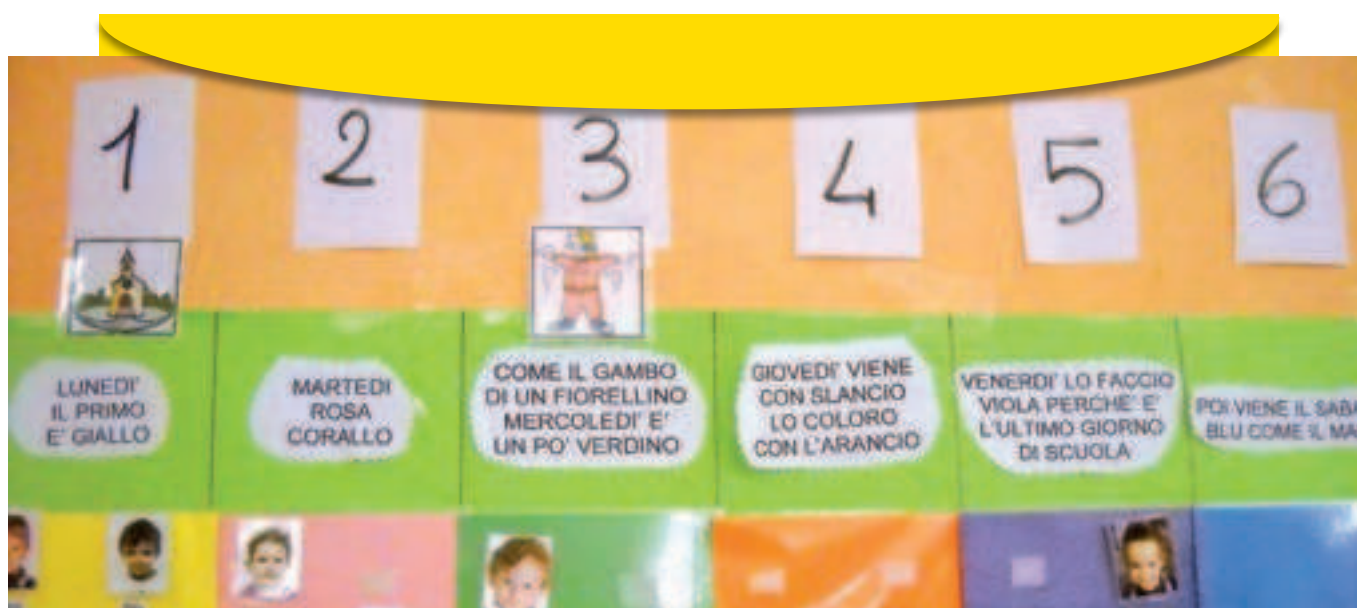 1
2
3
4
5
6
LUNEDI'
IL PRIMO
E' GIALLO
MARTEDI
ROSA
CORALLO
COME IL GAMBO
DI UN FIORELLINO
MERCOLEDI' E'
UN PO' VERDINO
GIOVEDI' VIENE
CON SLANCIO
LO COLORO
CON L'ARANCIO
VENERDI' LO FACCIO
VIOLA PERCHE' E'
L'ULTIMO GIORNO
DI SCUOLA
POI VIENE IL SABA
BLU COME IL MA